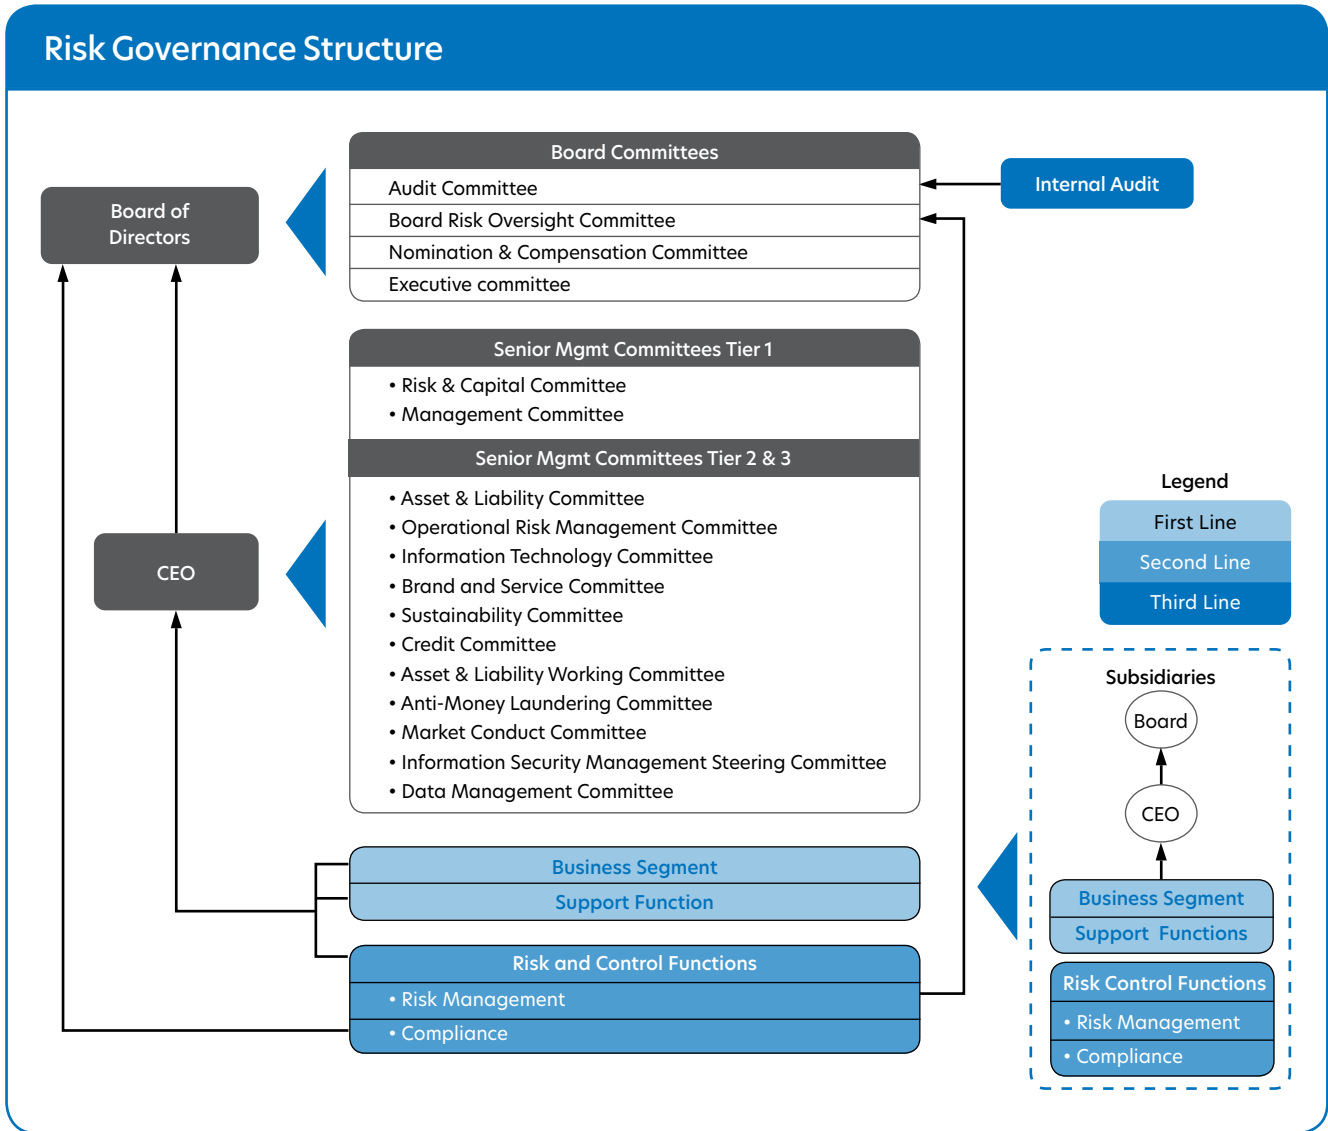 Risk Governance Structure
Board of
Directors
Board Committees
Audit Committee
Board Risk Oversight Committee
Nomination & Compensation Committee
Executive committee
Internal Audit
Senior Mgmt Committees Tier 1
• Risk & Capital Committee
• Management Committee
Senior Mgmt Committees Tier 2 & 3
• Asset & Liability Committee
• Operational Risk Management Committee
• Information Technology Committee
• Brand and Service Committee
• Sustainability Committee
• Credit Committee
• Asset & Liability Working Committee
• Anti-Money Laundering Committee
• Market Conduct Committee
• Information Security Management Steering Committee
• Data Management Committee
CEO
Business Segment
Support Function
Risk and Control Functions
• Risk Management
• Compliance
Legend
First Line
Second Line
Third Line
Subsidiaries
Board
CEO
Business Segment
Support Functions
Risk Control Functions
• Risk Management
• Compliance